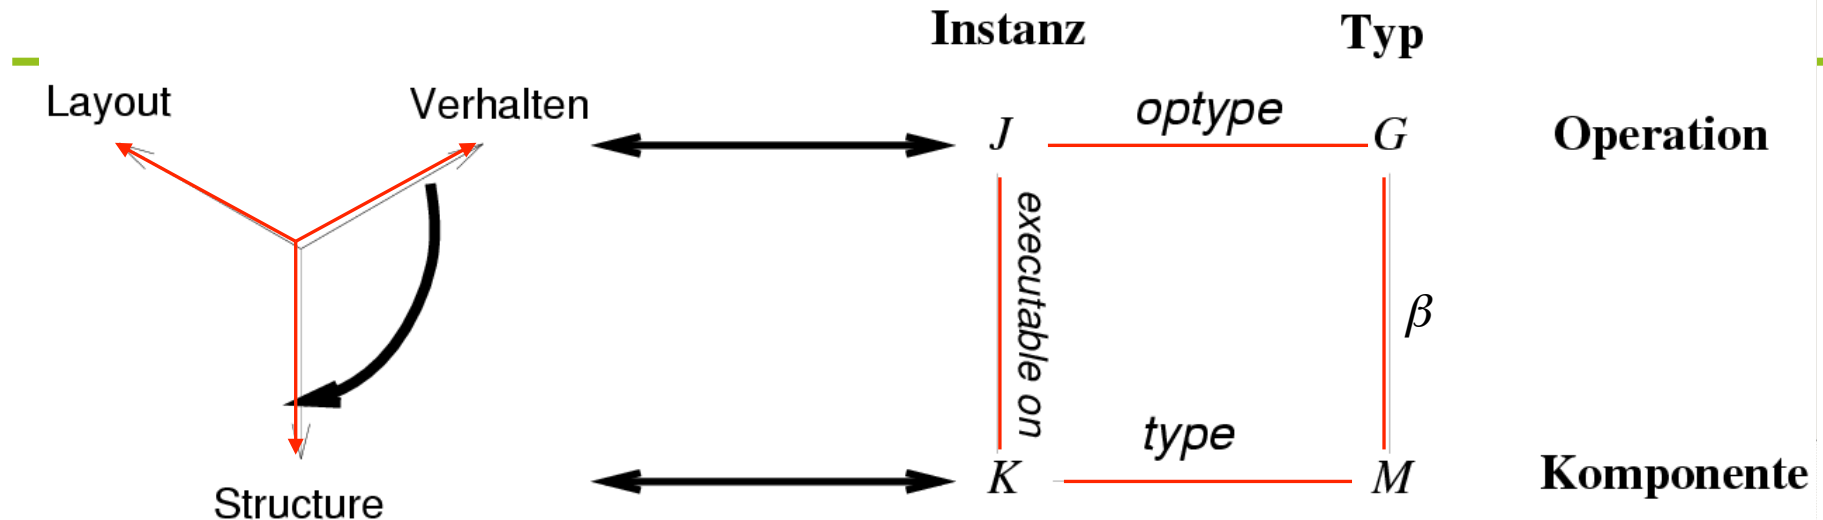 Instanz Typ
Layout Verhalten optype
J G Operation
executable on
β
type
K M Komponente
Structure